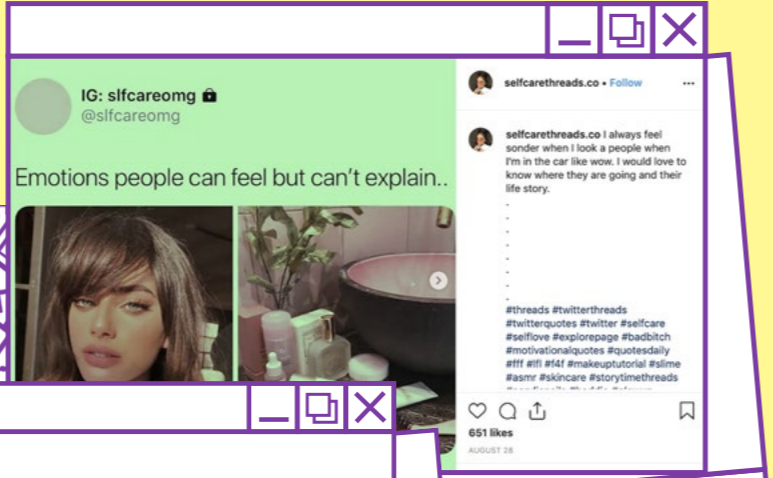 IG: slfcareomg
@slfcareomg
Emotions people can feel but can't explain..
selfcarethreads.co • Follow
selfcarethreads.co I always feel
sonder when I look a people when
I'm in the car like wow. I would love to
know where they are going and their
life story.
.
.
.
.
.
.
.
.
#threads #twitterthreads
#twitterquotes #twitter #selfcare
#selflove #explorepage #badbitch
#motivationalquotes #quotesdaily
#fff #lfl #f4f #makeuptutorial #slime
#asmr #skincare #storytimethreads
651 likes
AUGUST 28